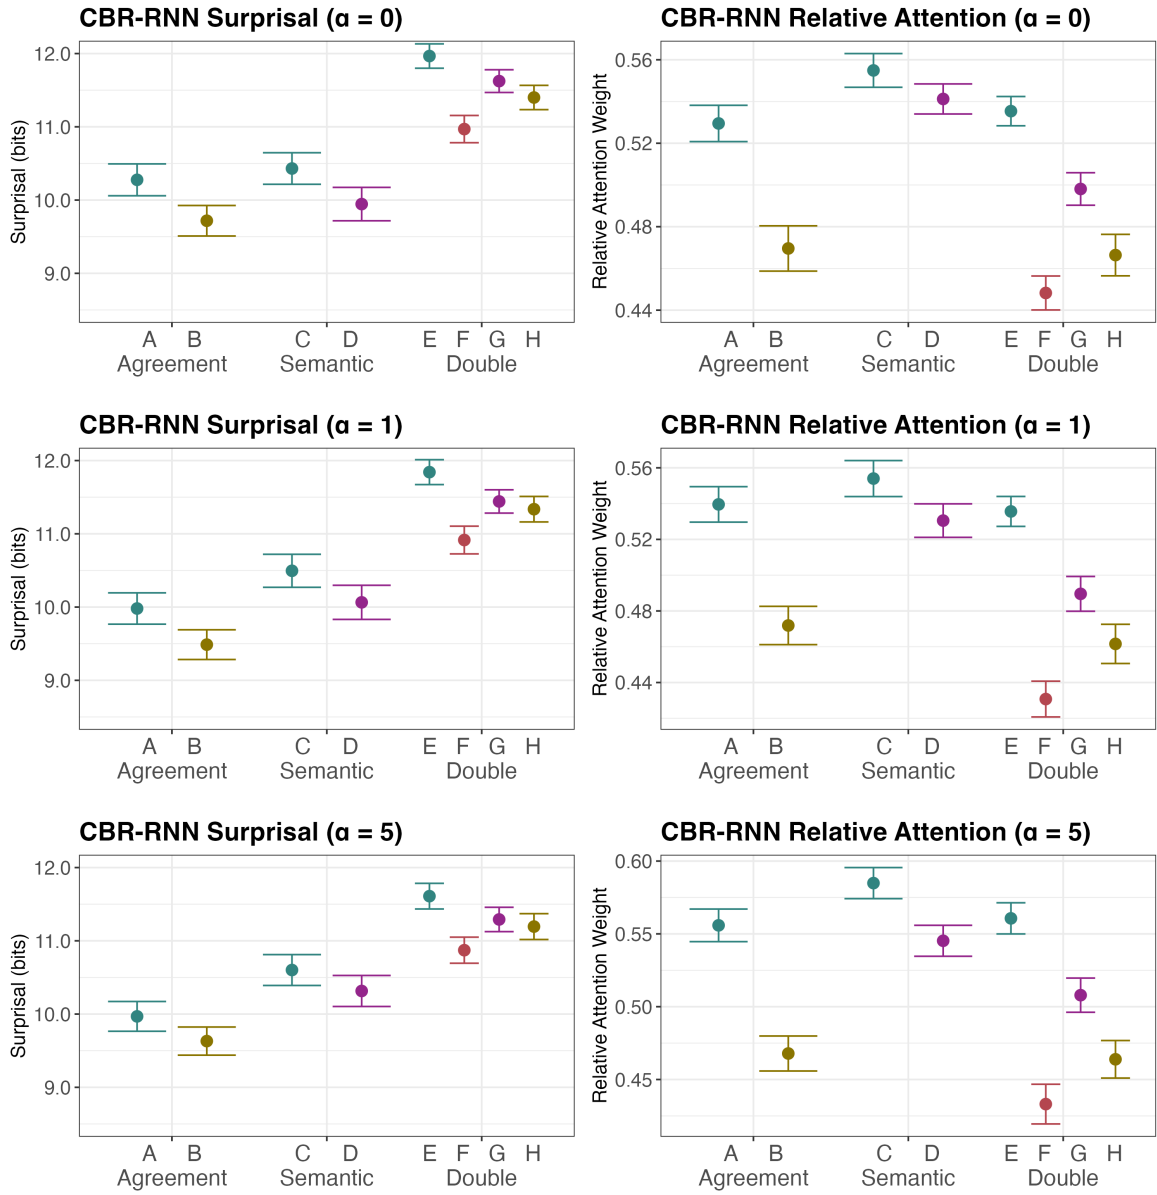 CBR-RNN Surprisal (α = 0)
Surprisal (bits)
12.0
11.0
10.0
9.0
A B C D E F G H
Agreement Semantic Double
CBR-RNN Relative Attention (α = 0)
Relative Attention Weight
0.56
0.52
0.48
0.44
A B C D E F G H
Agreement Semantic Double
CBR-RNN Surprisal (α = 1)
Surprisal (bits)
12.0
11.0
10.0
9.0
A B C D E F G H
Agreement Semantic Double
CBR-RNN Relative Attention (α = 1)
Relative Attention Weight
0.56
0.52
0.48
0.44
A B C D E F G H
Agreement Semantic Double
CBR-RNN Surprisal (α = 5)
Surprisal (bits)
12.0
11.0
10.0
9.0
A B C D E F G H
Agreement Semantic Double
CBR-RNN Relative Attention (α = 5)
Relative Attention Weight
0.60
0.55
0.50
0.45
A B C D E F G H
Agreement Semantic Double